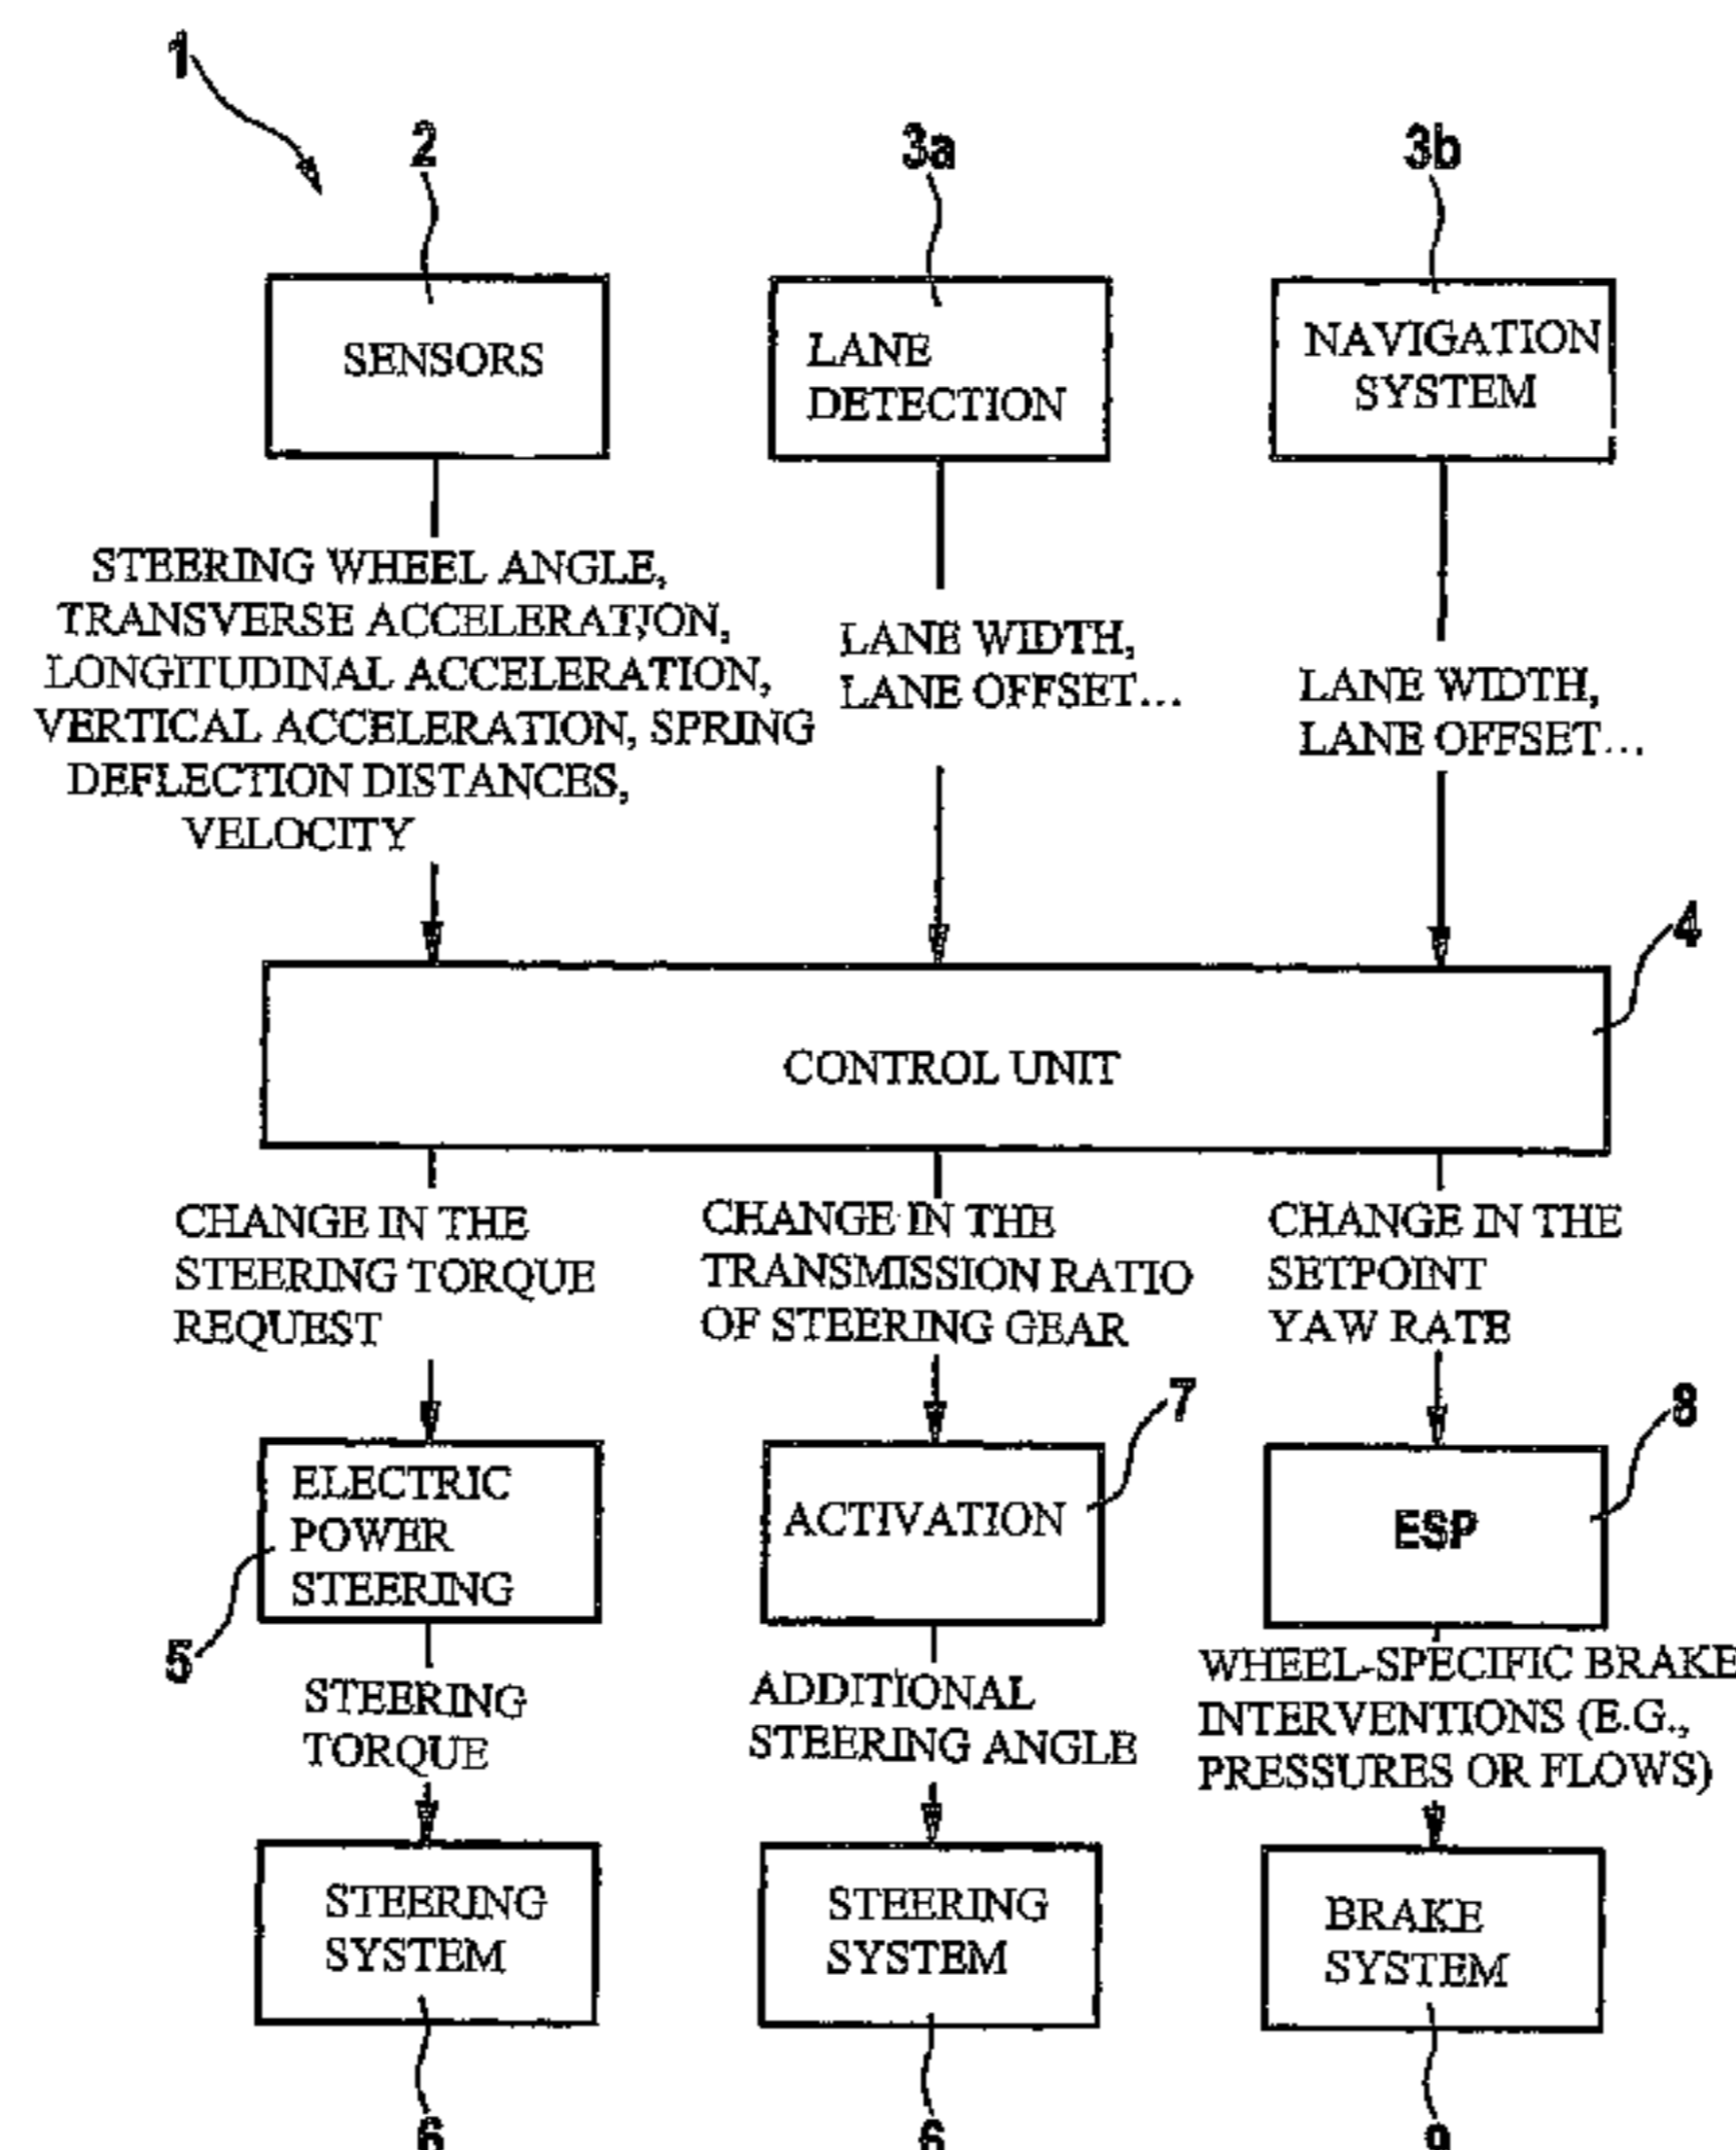 1
2
3a
3b
SENSORS
LANE
DETECTION
NAVIGATION
SYSTEM
STEERING WHEEL ANGLE,
TRANSVERSE ACCELERATION,
LONGITUDINAL ACCELERATION,
VERTICAL ACCELERATION, SPRING
DEFLECTION DISTANCES,
VELOCITY
LANE WIDTH,
LANE OFFSET...
LANE WIDTH,
LANE OFFSET...
4
CONTROL UNIT
CHANGE IN THE
STEERING TORQUE
REQUEST
CHANGE IN THE
TRANSMISSION RATIO
OF STEERING GEAR
CHANGE IN THE
SETPOINT
YAW RATE
7
8
ELECTRIC
POWER
STEERING
ACTIVATION
ESP
5
STEERING
TORQUE
ADDITIONAL
STEERING ANGLE
WHEEL-SPECIFIC BRAKE
INTERVENTIONS (E.G.,
PRESSURES OR FLOWS)
STEERING
SYSTEM
STEERING
SYSTEM
BRAKE
SYSTEM
6
6
9